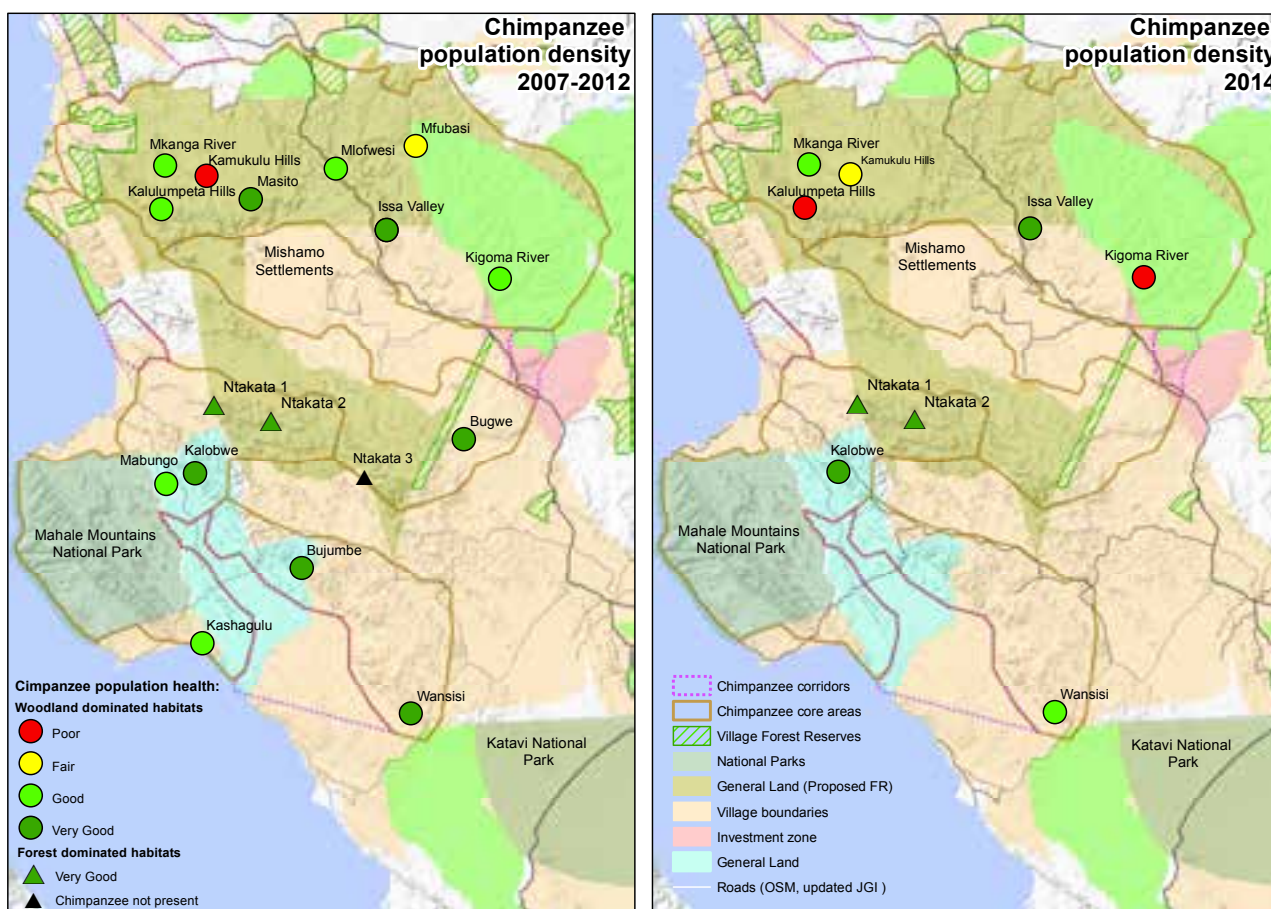 Chimpanzee
population density
2007-2012
Mfubasi
Mkanga River
Kamukulu Hills
Mlofwesi
Kalulumpeta Hills
Masito
Issa Valley
Mishamo
Settlements
Kigoma River
Ntakata 1
Ntakata 2
Bugwe
Ntakata 3
Kalobwe
Mabungo
Mahale Mountains
National Park
Bujumbe
Kashagulu
Wansisi
Katavi National
Park
Cimpanzee population health:
Woodland dominated habitats
Poor
Fair
Good
Very Good
Forest dominated habitats
Very Good
Chimpanzee not present
Chimpanzee
population density
2014
Mkanga River
Kamukulu Hills
Kalulumpeta Hills
Issa Valley
Mishamo
Settlements
Kigoma River
Ntakata 1
Ntakata 2
Kalobwe
Mahale Mountains
National Park
Wansisi
Katavi National
Park
Chimpanzee corridors
Chimpanzee core areas
Village Forest Reserves
National Parks
General Land (Proposed FR)
Village boundaries
Investment zone
General Land
Roads (OSM, updated JGI )